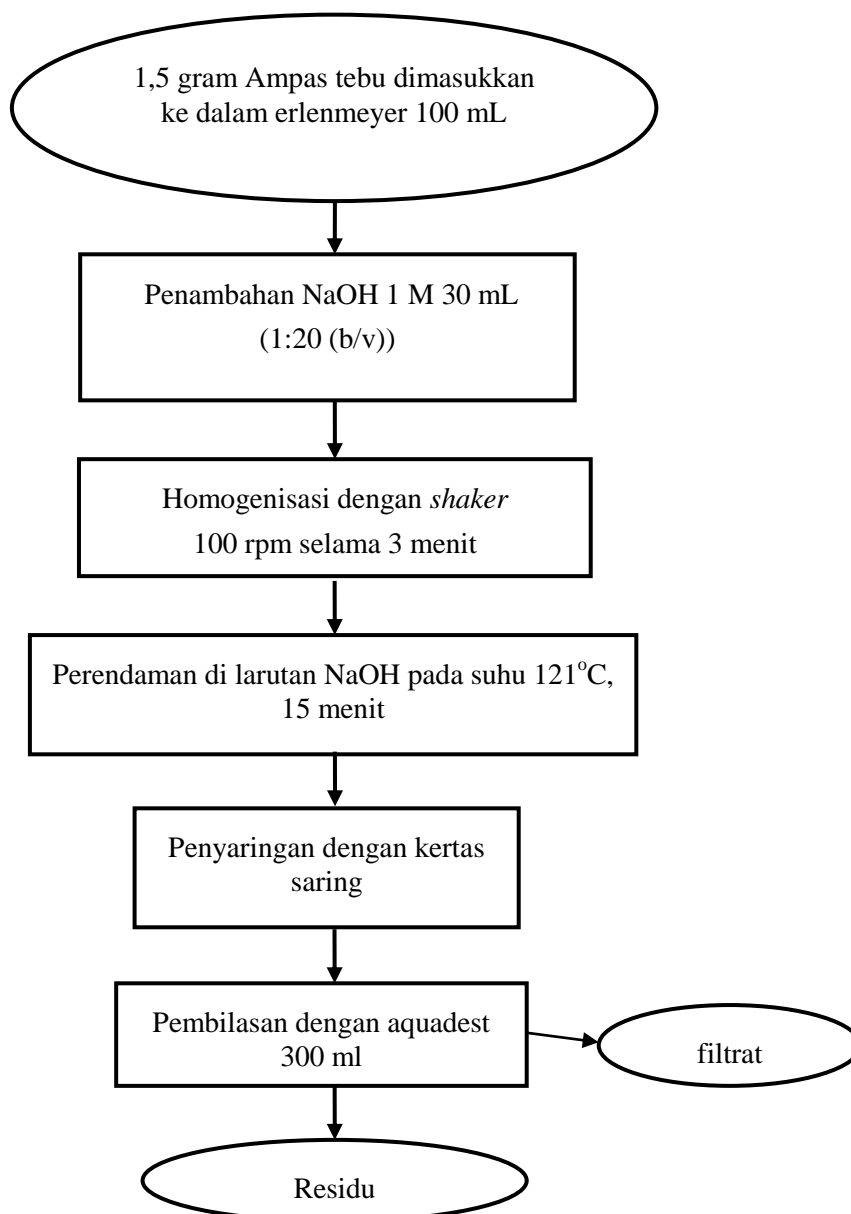 1,5 gram Ampas tebu dimasukkan
ke dalam erlenmeyer 100 mL
Penambahan NaOH 1 M 30 mL
(1:20 (b/v))
Homogenisasi dengan shaker
100 rpm selama 3 menit
Perendaman di larutan NaOH pada suhu 121°C,
15 menit
Penyaringan dengan kertas
saring
Pembilasan dengan aquadest
300 ml
filtrat
Residu